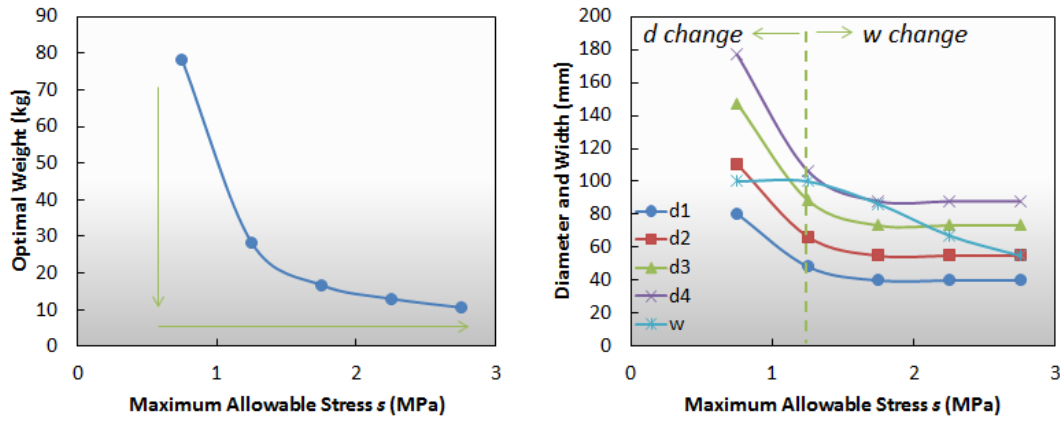 90
80
70
60
50
40
30
20
10
0
Optimal Weight (kg)
0 1 2 3
Maximum Allowable Stress s (MPa)
200
180
160
140
120
100
80
60
40
20
0
Diameter and Width (mm)
d change
w change
d1
d2
d3
d4
w
0 1 2 3
Maximum Allowable Stress s (MPa)